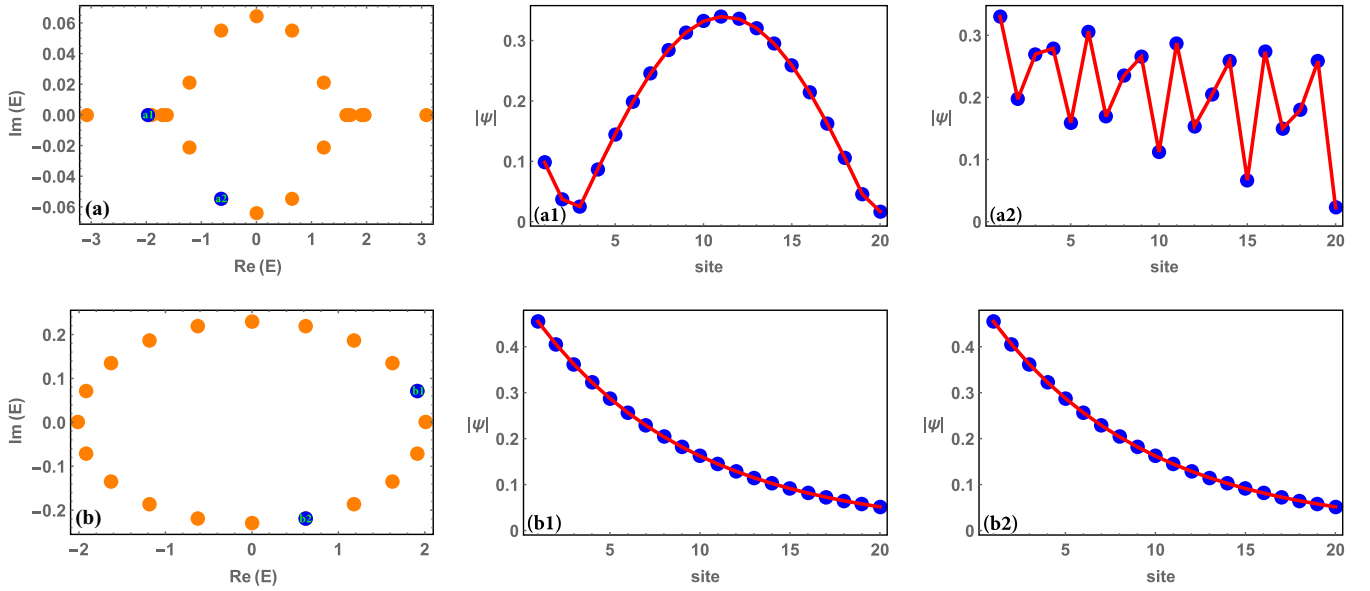 0.06
0.04
0.02
0.00
−0.02
−0.04
−0.06
Im (E)
a1
a2
(a)
−3 −2 −1 0 1 2 3
Re (E)
0.3
0.2
0.1
0
|ψ|
(a1)
5 10 15 20
site
0.3
0.2
0.1
0
|ψ|
(a2)
5 10 15 20
site
0.2
0.1
0.0
−0.1
−0.2
Im (E)
b1
b2
(b)
−2 −1 0 1 2
Re (E)
0.4
0.3
0.2
0.1
0
|ψ|
(b1)
5 10 15 20
site
0.4
0.3
0.2
0.1
0
|ψ|
(b2)
5 10 15 20
site